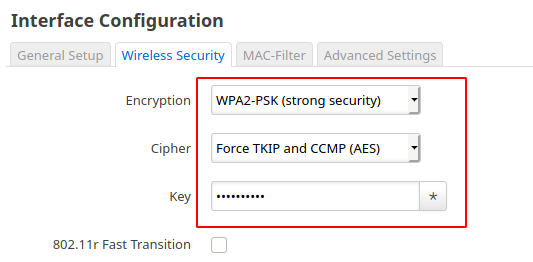 Interface Configuration
General Setup Wireless Security MAC-Filter Advanced Settings
Encryption WPA2-PSK (strong security)
Cipher Force TKIP and CCMP (AES)
Key •••••••••• *
802.11r Fast Transition